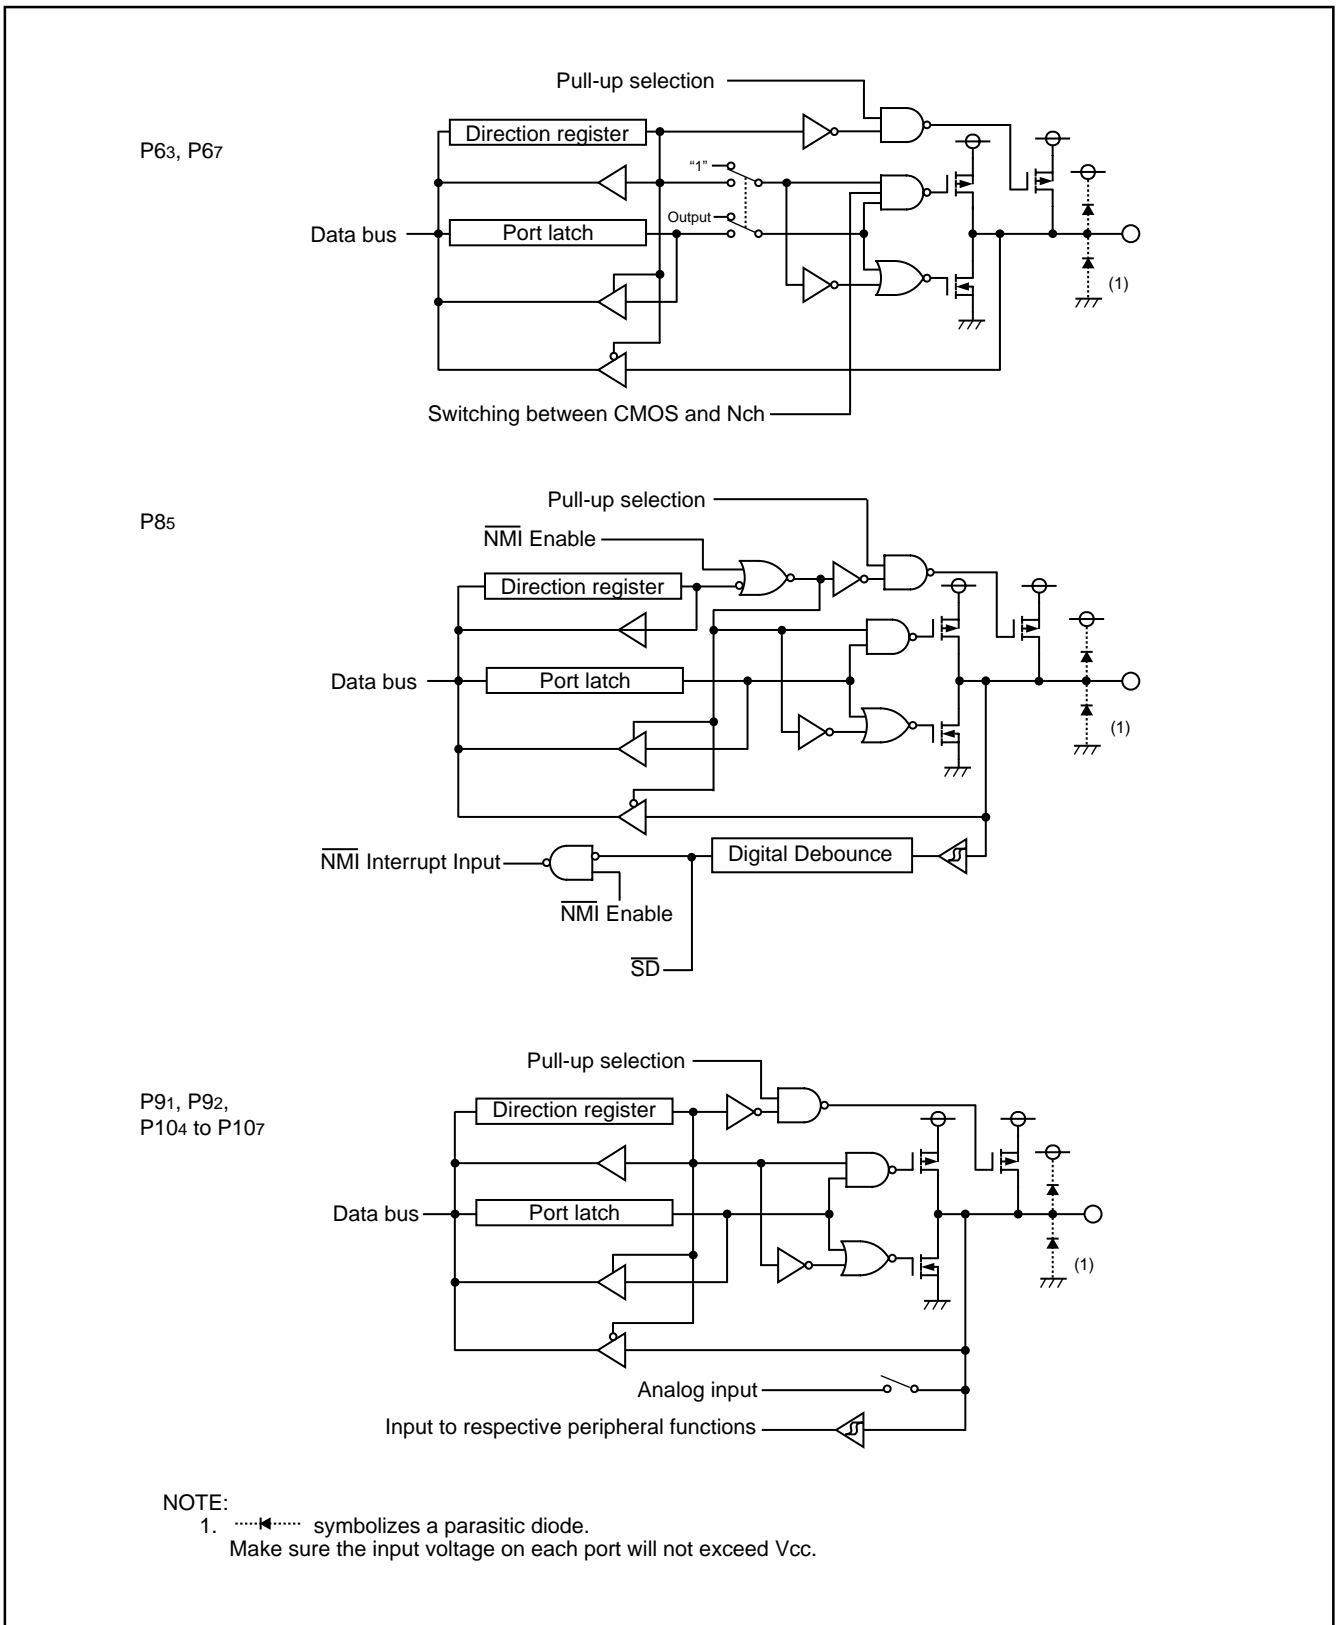 Pull-up selection
Direction register
P63, P67
“1”
Output
Data bus
Port latch
(1)
Switching between CMOS and Nch
Pull-up selection
P85
NMI Enable
Direction register
Data bus
Port latch
(1)
NMI Interrupt Input
Digital Debounce
NMI Enable
SD
Pull-up selection
P91, P92,
P104 to P107
Direction register
Data bus
Port latch
(1)
Analog input
Input to respective peripheral functions
NOTE:
1. symbolizes a parasitic diode.
Make sure the input voltage on each port will not exceed Vcc.